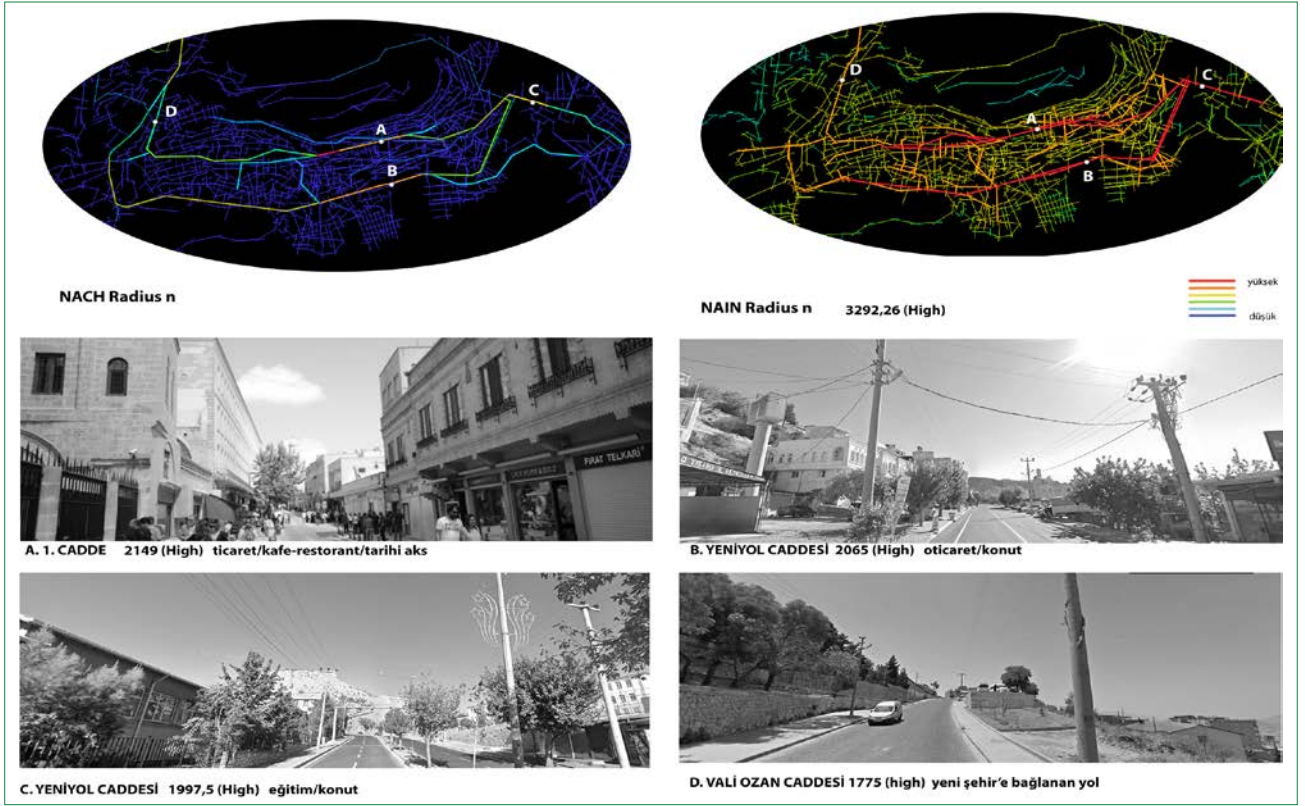 D
A
C
B
D
C
A
B
NACH Radius n
NAIN Radius n 3292,26 (High)
yüksek
düşük
FIRAT TELKARİ
A. 1. CADDE 2149 (High) ticaret/kafe-restorant/tarihi aks
B. YENİYOL CADDESİ 2065 (High) oticaret/konut
C. YENİYOL CADDESİ 1997,5 (High) eğitim/konut
D. VALİ OZAN CADDESİ 1775 (high) yeni şehir'e bağlanan yol